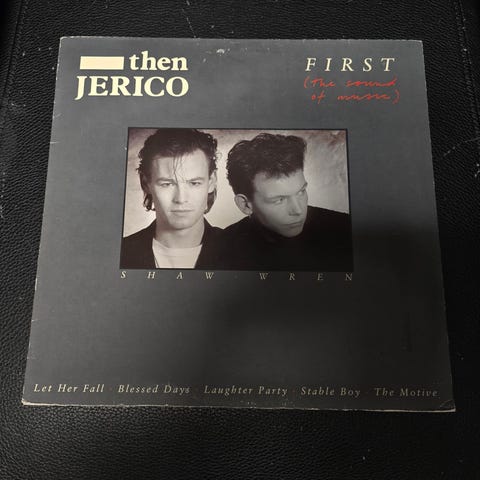 then
JERICO
FIRST
(The sound
of music)
SHAW · WREN
Let Her Fall · Blessed Days · Laughter Party · Stable Boy · The Motive